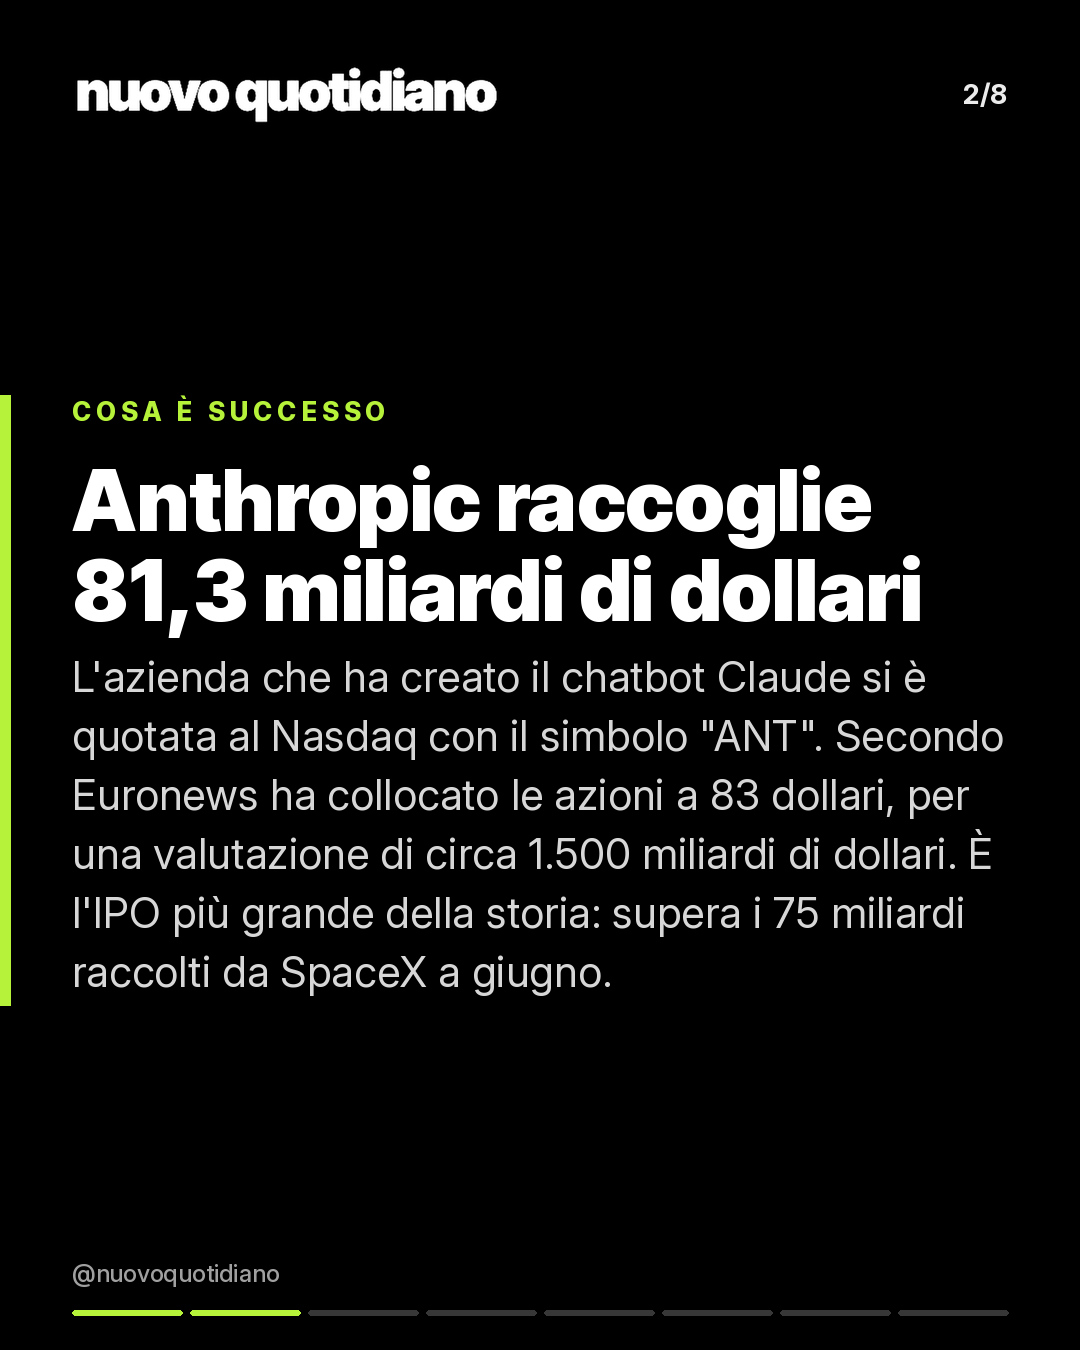 nuovo quotidiano
2/8
COSA È SUCCESSO
Anthropic raccoglie
81,3 miliardi di dollari
L'azienda che ha creato il chatbot Claude si è
quotata al Nasdaq con il simbolo "ANT". Secondo
Euronews ha collocato le azioni a 83 dollari, per
una valutazione di circa 1.500 miliardi di dollari. È
l'IPO più grande della storia: supera i 75 miliardi
raccolti da SpaceX a giugno.
@nuovoquotidiano